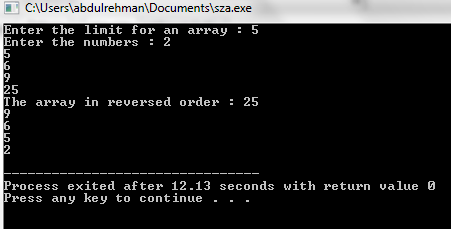 C:\Users\abdulrehman\Documents\sza.exe
Enter the limit for an array : 5
Enter the numbers : 2
5
6
9
25
The array in reversed order : 25
9
6
5
2
--------------------------------
Process exited after 12.13 seconds with return value 0
Press any key to continue . . .